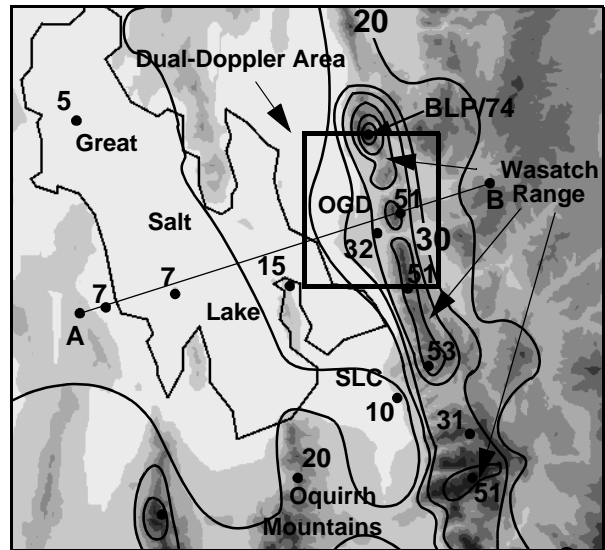 20
Dual-Doppler Area
5
BLP/74
Great
Wasatch
Range
B
OGD
51
Salt
32
30
15
51
7
7
Lake
A
53
SLC
10
31
20
51
Oquirrh
Mountains